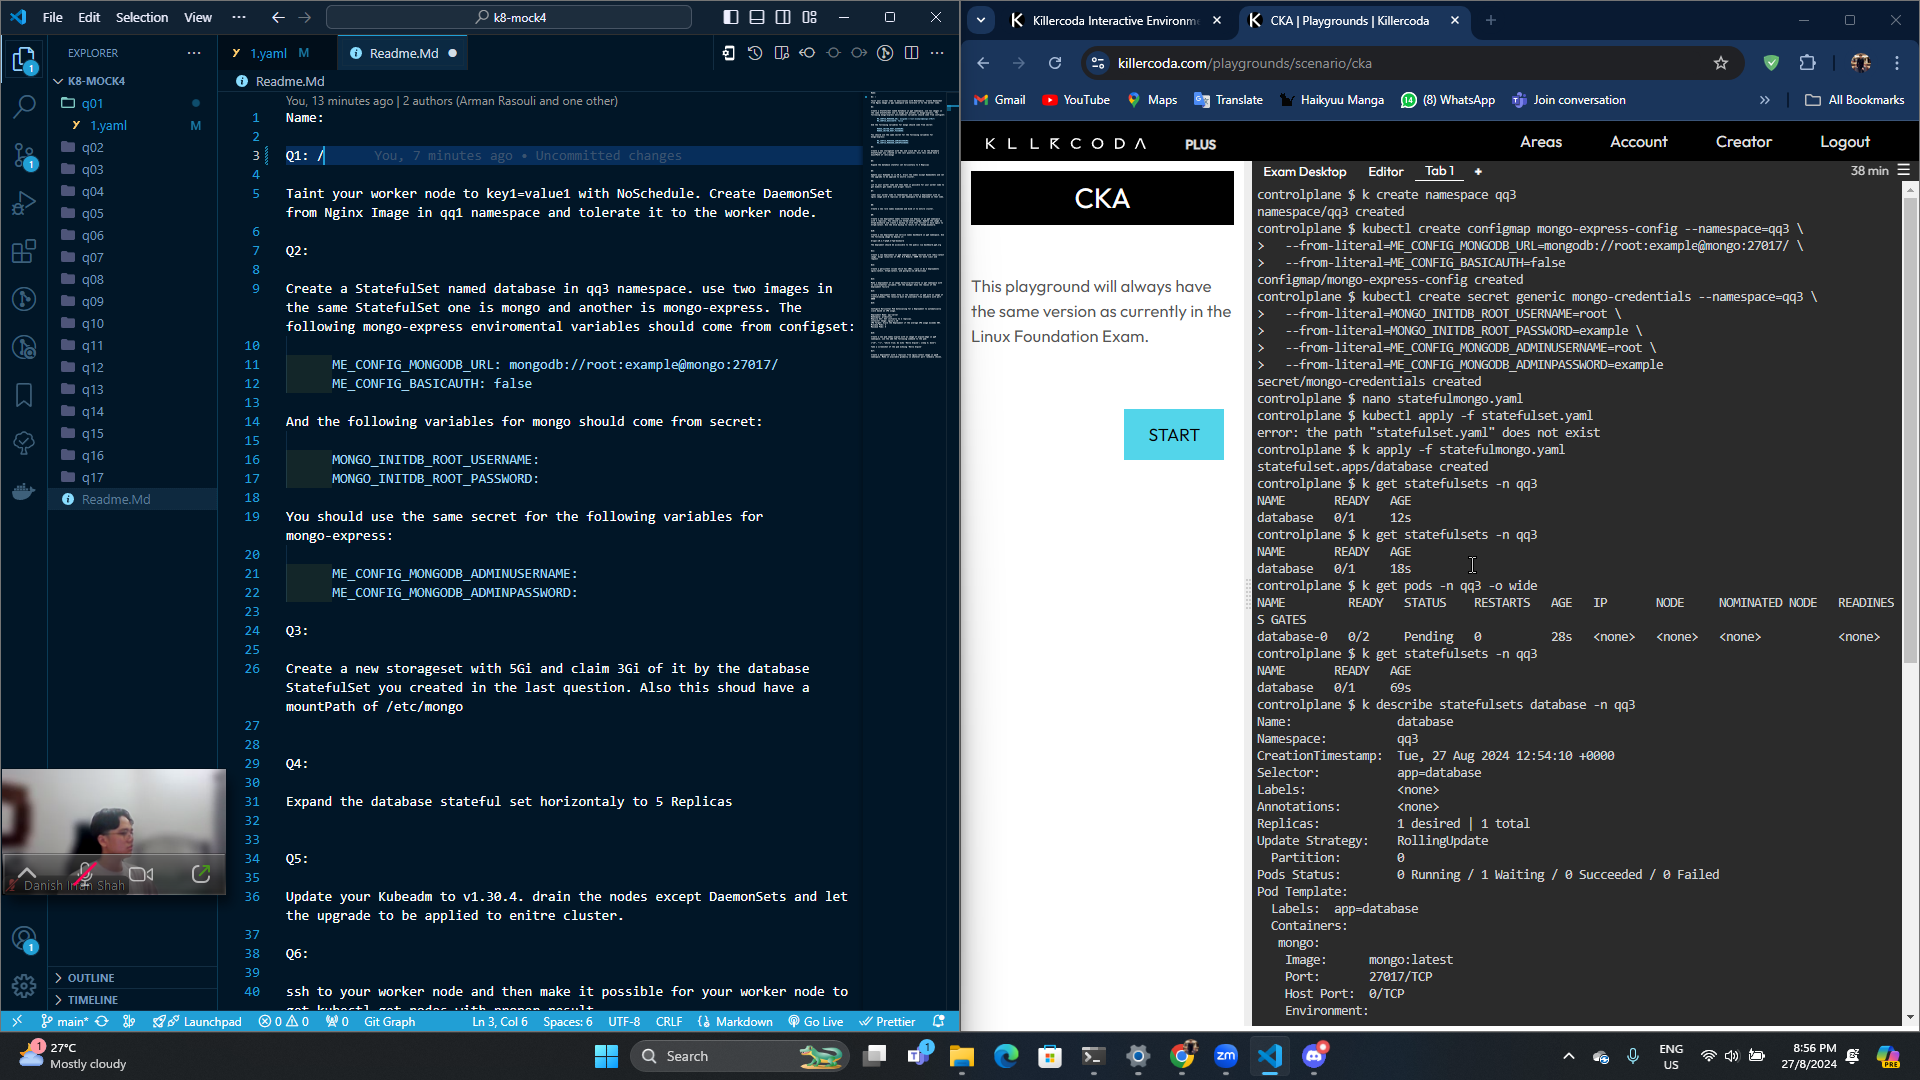 File Edit Selection View ··· k8-mock4
EXPLORER
K8-MOCK4
q01
1.yaml M
q02
q03
q04
q05
q06
q07
q08
q09
q10
q11
q12
q13
q14
q15
q16
q17
Readme.Md
OUTLINE
TIMELINE
1.yaml M Readme.Md
Readme.Md
You, 13 minutes ago | 2 authors (Arman Rasouli and one other)
1 Name:
2
3 Q1: / You, 7 minutes ago • Uncommitted changes
4
5 Taint your worker node to key1=value1 with NoSchedule. Create DaemonSet
from Nginx Image in qq1 namespace and tolerate it to the worker node.
6
7 Q2:
8
9 Create a StatefulSet named database in qq3 namespace. use two images in
the same StatefulSet one is mongo and another is mongo-express. The
following mongo-express enviromental variables should come from configset:
10
11 ME_CONFIG_MONGODB_URL: mongodb://root:example@mongo:27017/
12 ME_CONFIG_BASICAUTH: false
13
14 And the following variables for mongo should come from secret:
15
16 MONGO_INITDB_ROOT_USERNAME:
17 MONGO_INITDB_ROOT_PASSWORD:
18
19 You should use the same secret for the following variables for
mongo-express:
20
21 ME_CONFIG_MONGODB_ADMINUSERNAME:
22 ME_CONFIG_MONGODB_ADMINPASSWORD:
23
24 Q3:
25
26 Create a new storageset with 5Gi and claim 3Gi of it by the database
StatefulSet you created in the last question. Also this shoud have a
mountPath of /etc/mongo
27
28
29 Q4:
30
31 Expand the database stateful set horizontaly to 5 Replicas
32
33
34 Q5:
35
36 Update your Kubeadm to v1.30.4. drain the nodes except DaemonSets and let
the upgrade to be applied to enitre cluster.
37
38 Q6:
39
40 ssh to your worker node and then make it possible for your worker node to
get kubectl get nodes with proper result
Danish Irfan Shah
main* Launchpad 0 0 0 Git Graph Ln 3, Col 6 Spaces: 6 UTF-8 CRLF Markdown Go Live Prettier
Killercoda Interactive Environm CKA | Playgrounds | Killercoda
killercoda.com/playgrounds/scenario/cka
Gmail YouTube Maps Translate Haikyuu Manga (8) WhatsApp Join conversation » All Bookmarks
KLLRCODA PLUS Areas Account Creator Logout
CKA
This playground will always have
the same version as currently in the
Linux Foundation Exam.
START
Exam Desktop Editor Tab 1 + 38 min
controlplane $ k create namespace qq3
namespace/qq3 created
controlplane $ kubectl create configmap mongo-express-config --namespace=qq3 \
> --from-literal=ME_CONFIG_MONGODB_URL=mongodb://root:example@mongo:27017/ \
> --from-literal=ME_CONFIG_BASICAUTH=false
configmap/mongo-express-config created
controlplane $ kubectl create secret generic mongo-credentials --namespace=qq3 \
> --from-literal=MONGO_INITDB_ROOT_USERNAME=root \
> --from-literal=MONGO_INITDB_ROOT_PASSWORD=example \
> --from-literal=ME_CONFIG_MONGODB_ADMINUSERNAME=root \
> --from-literal=ME_CONFIG_MONGODB_ADMINPASSWORD=example
secret/mongo-credentials created
controlplane $ nano statefulmongo.yaml
controlplane $ kubectl apply -f statefulset.yaml
error: the path "statefulset.yaml" does not exist
controlplane $ k apply -f statefulmongo.yaml
statefulset.apps/database created
controlplane $ k get statefulsets -n qq3
NAME READY AGE
database 0/1 12s
controlplane $ k get statefulsets -n qq3
NAME READY AGE
database 0/1 18s
controlplane $ k get pods -n qq3 -o wide
NAME READY STATUS RESTARTS AGE IP NODE NOMINATED NODE READINES
S GATES
database-0 0/2 Pending 0 28s <none> <none> <none> <none>
controlplane $ k get statefulsets -n qq3
NAME READY AGE
database 0/1 69s
controlplane $ k describe statefulsets database -n qq3
Name: database
Namespace: qq3
CreationTimestamp: Tue, 27 Aug 2024 12:54:10 +0000
Selector: app=database
Labels: <none>
Annotations: <none>
Replicas: 1 desired | 1 total
Update Strategy: RollingUpdate
Partition: 0
Pods Status: 0 Running / 1 Waiting / 0 Succeeded / 0 Failed
Pod Template:
Labels: app=database
Containers:
mongo:
Image: mongo:latest
Port: 27017/TCP
Host Port: 0/TCP
Environment:
27°C
Mostly cloudy
Search
ENG
US
8:56 PM
27/8/2024